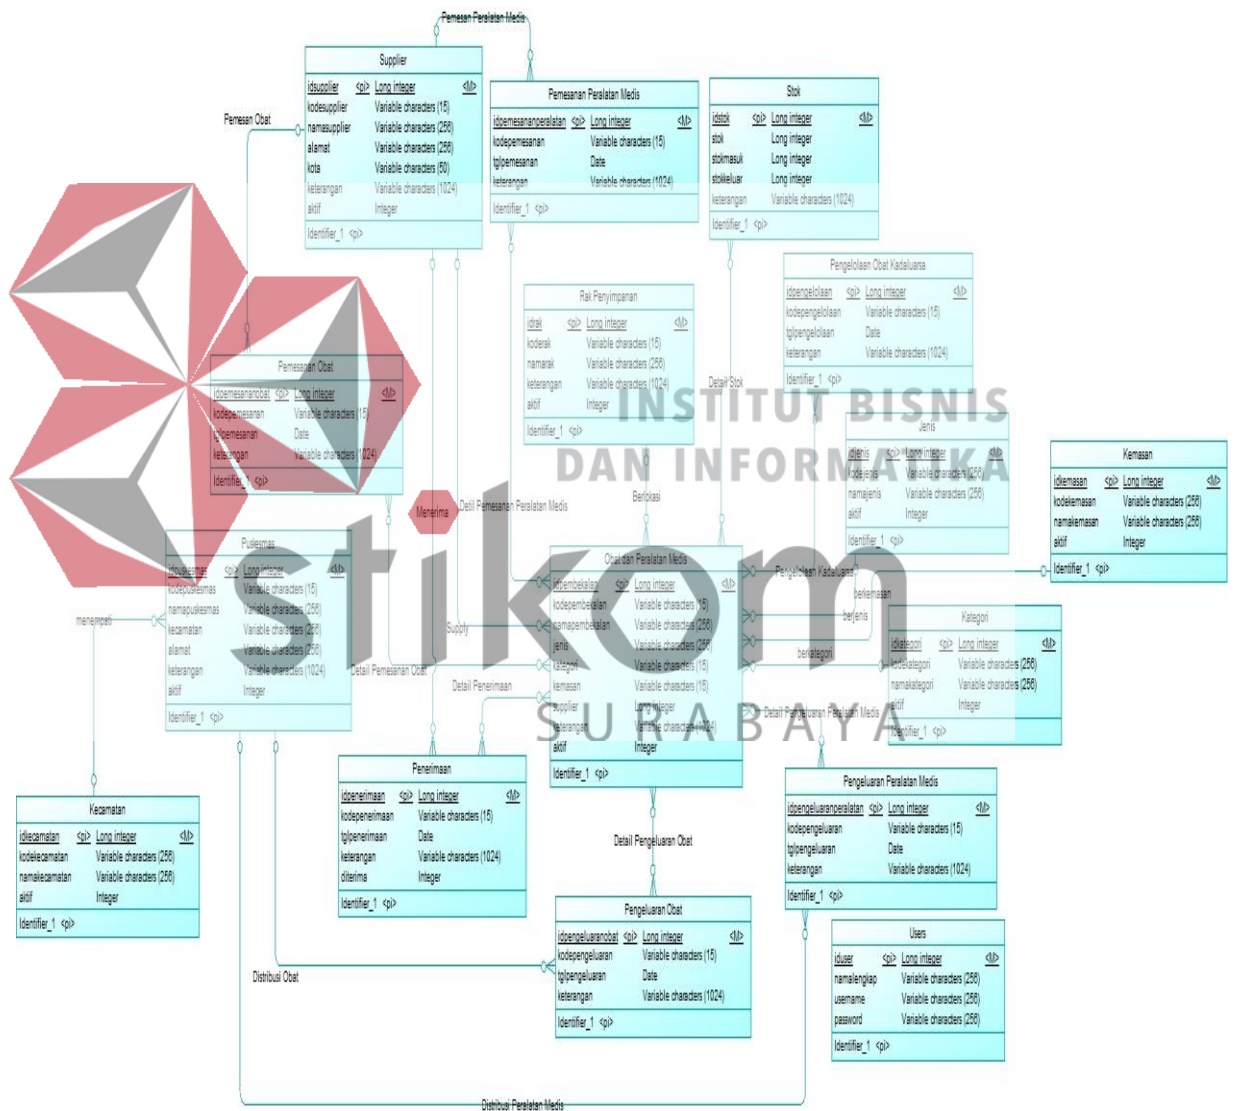 Pemesan Peralatan Medis
Supplier
idsupplier <pi> Long integer <M>
kodesupplier Variable characters (15)
namasupplier Variable characters (256)
alamat Variable characters (256)
kota Variable characters (50)
keterangan Variable characters (1024)
aktif Integer
Identifier_1 <pi>
Pemesanan Peralatan Medis
idpemesananperalatan <pi> Long integer <M>
kodepemesanan Variable characters (15)
tglpemesanan Date
keterangan Variable characters (1024)
Identifier_1 <pi>
Stok
idstok <pi> Long integer <M>
stok Long integer
stokmasuk Long integer
stokkeluar Long integer
keterangan Variable characters (1024)
Identifier_1 <pi>
Pemesan Obat
Pengelolaan Obat Kadaluarsa
idpengelolaan <pi> Long integer <M>
kodepengelolaan Variable characters (15)
tglpengelolaan Date
keterangan Variable characters (1024)
Identifier_1 <pi>
Rak Penyimpanan
idrak <pi> Long integer <M>
koderak Variable characters (15)
namarak Variable characters (256)
keterangan Variable characters (1024)
aktif Integer
Identifier_1 <pi>
Detail Stok
Pemesanan Obat
idpemesananobat <pi> Long integer <M>
kodepemesanan Variable characters (15)
tglpemesanan Date
keterangan Variable characters (1024)
Identifier_1 <pi>
INSTITUT BISNIS
DAN INFORMATIKA
Jenis
idjenis <pi> Long integer <M>
kodejenis Variable characters (256)
namajenis Variable characters (256)
aktif Integer
Identifier_1 <pi>
Kemasan
idkemasan <pi> Long integer <M>
kodekemasan Variable characters (256)
namakemasan Variable characters (256)
aktif Integer
Identifier_1 <pi>
Berlokasi
Menerima
Detil Pemesanan Peralatan Medis
stikom
SURABAYA
Puskesmas
idpuskesmas <pi> Long integer <M>
kodepuskesmas Variable characters (15)
namapuskesmas Variable characters (256)
kecamatan Variable characters (256)
alamat Variable characters (256)
keterangan Variable characters (1024)
aktif Integer
Identifier_1 <pi>
Obat dan Peralatan Medis
idpembekalan <pi> Long integer <M>
kodepembekalan Variable characters (15)
namapembekalan Variable characters (256)
jenis Variable characters (256)
kategori Variable characters (15)
kemasan Variable characters (15)
supplier Long integer
keterangan Variable characters (1024)
aktif Integer
Identifier_1 <pi>
Pengelolaan Kadaluarsa
berkemasan
berjenis
berkategori
Kategori
idkategori <pi> Long integer <M>
kodekategori Variable characters (256)
namakategori Variable characters (256)
aktif Integer
Identifier_1 <pi>
menempati
Supply
Detail Pemesanan Obat
Detail Penerimaan
Detail Pengeluaran Peralatan Medis
Penerimaan
idpenerimaan <pi> Long integer <M>
kodepenerimaan Variable characters (15)
tglpenerimaan Date
keterangan Variable characters (1024)
diterima Integer
Identifier_1 <pi>
Pengeluaran Peralatan Medis
idpengeluaranperalatan <pi> Long integer <M>
kodepengeluaran Variable characters (15)
tglpengeluaran Date
keterangan Variable characters (1024)
Identifier_1 <pi>
Kecamatan
idkecamatan <pi> Long integer <M>
kodekecamatan Variable characters (256)
namakecamatan Variable characters (256)
aktif Integer
Identifier_1 <pi>
Detail Pengeluaran Obat
Pengeluaran Obat
idpengeluaranobat <pi> Long integer <M>
kodepengeluaran Variable characters (15)
tglpengeluaran Date
keterangan Variable characters (1024)
Identifier_1 <pi>
Users
iduser <pi> Long integer <M>
namalengkap Variable characters (256)
username Variable characters (256)
password Variable characters (256)
Identifier_1 <pi>
Distribusi Obat
Distribusi Peralatan Medis